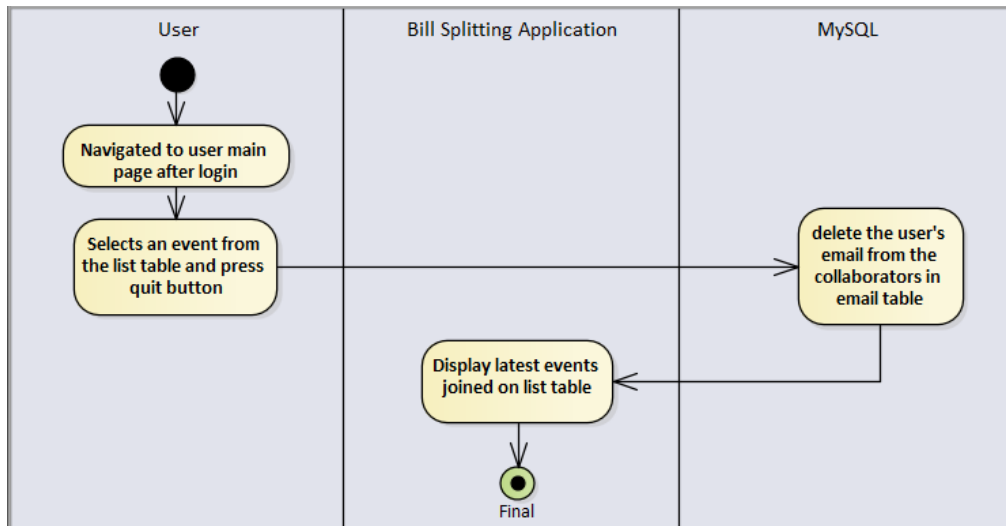 User
Bill Splitting Application
MySQL
Navigated to user main
page after login
Selects an event from
the list table and press
quit button
delete the user's
email from the
collaborators in
email table
Display latest events
joined on list table
Final